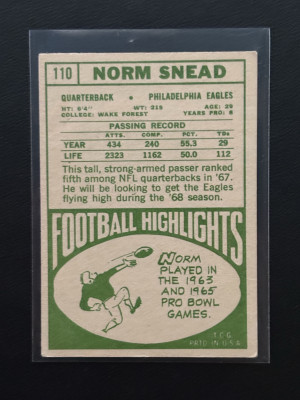 110 NORM SNEAD
QUARTERBACK • PHILADELPHIA EAGLES
HT: 6'4" WT: 215 AGE: 29
COLLEGE: WAKE FOREST YEARS PRO: 8
PASSING RECORD
ATTS. COMP. PCT. TDs
YEAR 434 240 55.3 29
LIFE 2323 1162 50.0 112
This tall, strong-armed passer ranked
fifth among NFL quarterbacks in '67.
He will be looking to get the Eagles
flying high during the '68 season.
FOOTBALL HIGHLIGHTS
NORM
PLAYED IN
THE 1963
AND 1965
PRO BOWL
GAMES.
T.C.G.
PRTD. IN U.S.A.